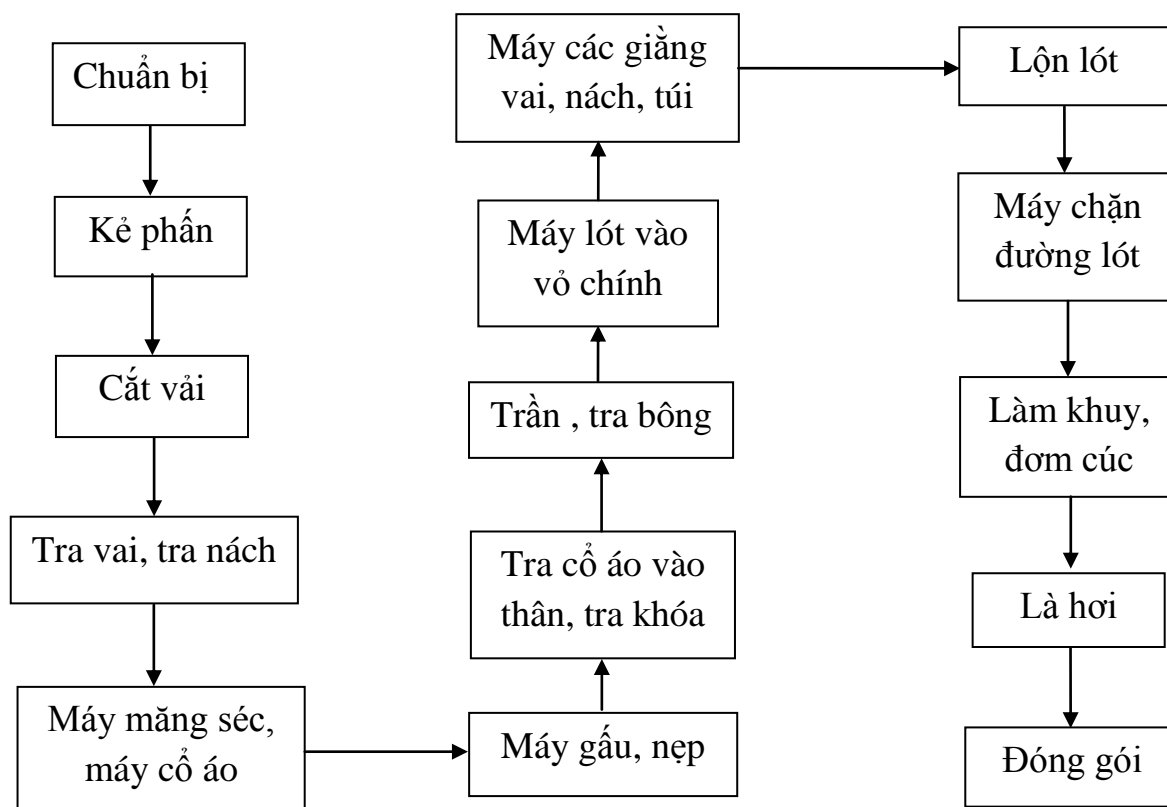 Chuẩn bị
Kẻ phấn
Cắt vải
Tra vai, tra nách
Máy măng séc,
máy cổ áo
Máy gấu, nẹp
Tra cổ áo vào
thân, tra khóa
Trần , tra bông
Máy lót vào
vỏ chính
Máy các giằng
vai, nách, túi
Lộn lót
Máy chặn
đường lót
Làm khuy,
đơm cúc
Là hơi
Đóng gói